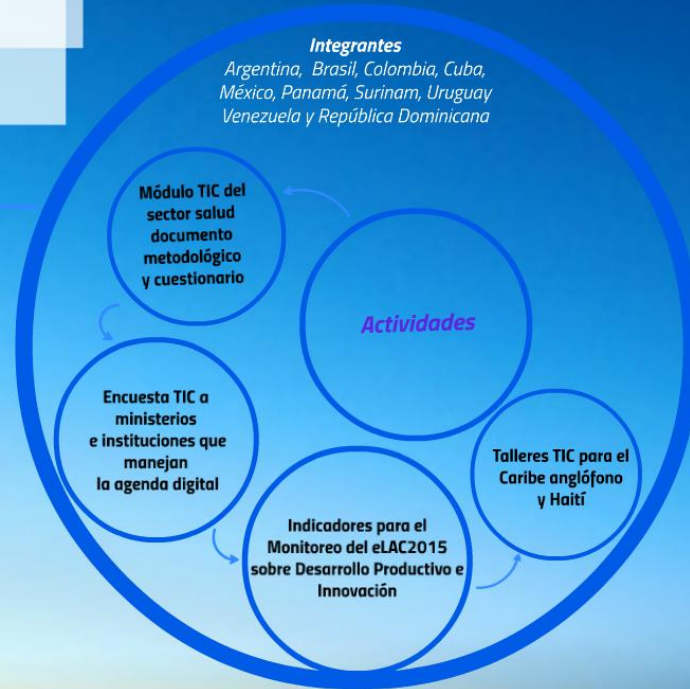 Integrantes
Argentina, Brasil, Colombia, Cuba,
México, Panamá, Surinam, Uruguay
Venezuela y República Dominicana
Actividades
Módulo TIC del
sector salud
documento
metodológico
y cuestionario
Encuesta TIC a
ministerios
e instituciones que
manejan
la agenda digital
Indicadores para el
Monitoreo del eLAC2015
sobre Desarrollo Productivo e
Innovación
Talleres TIC para el
Caribe anglófono
y Haití